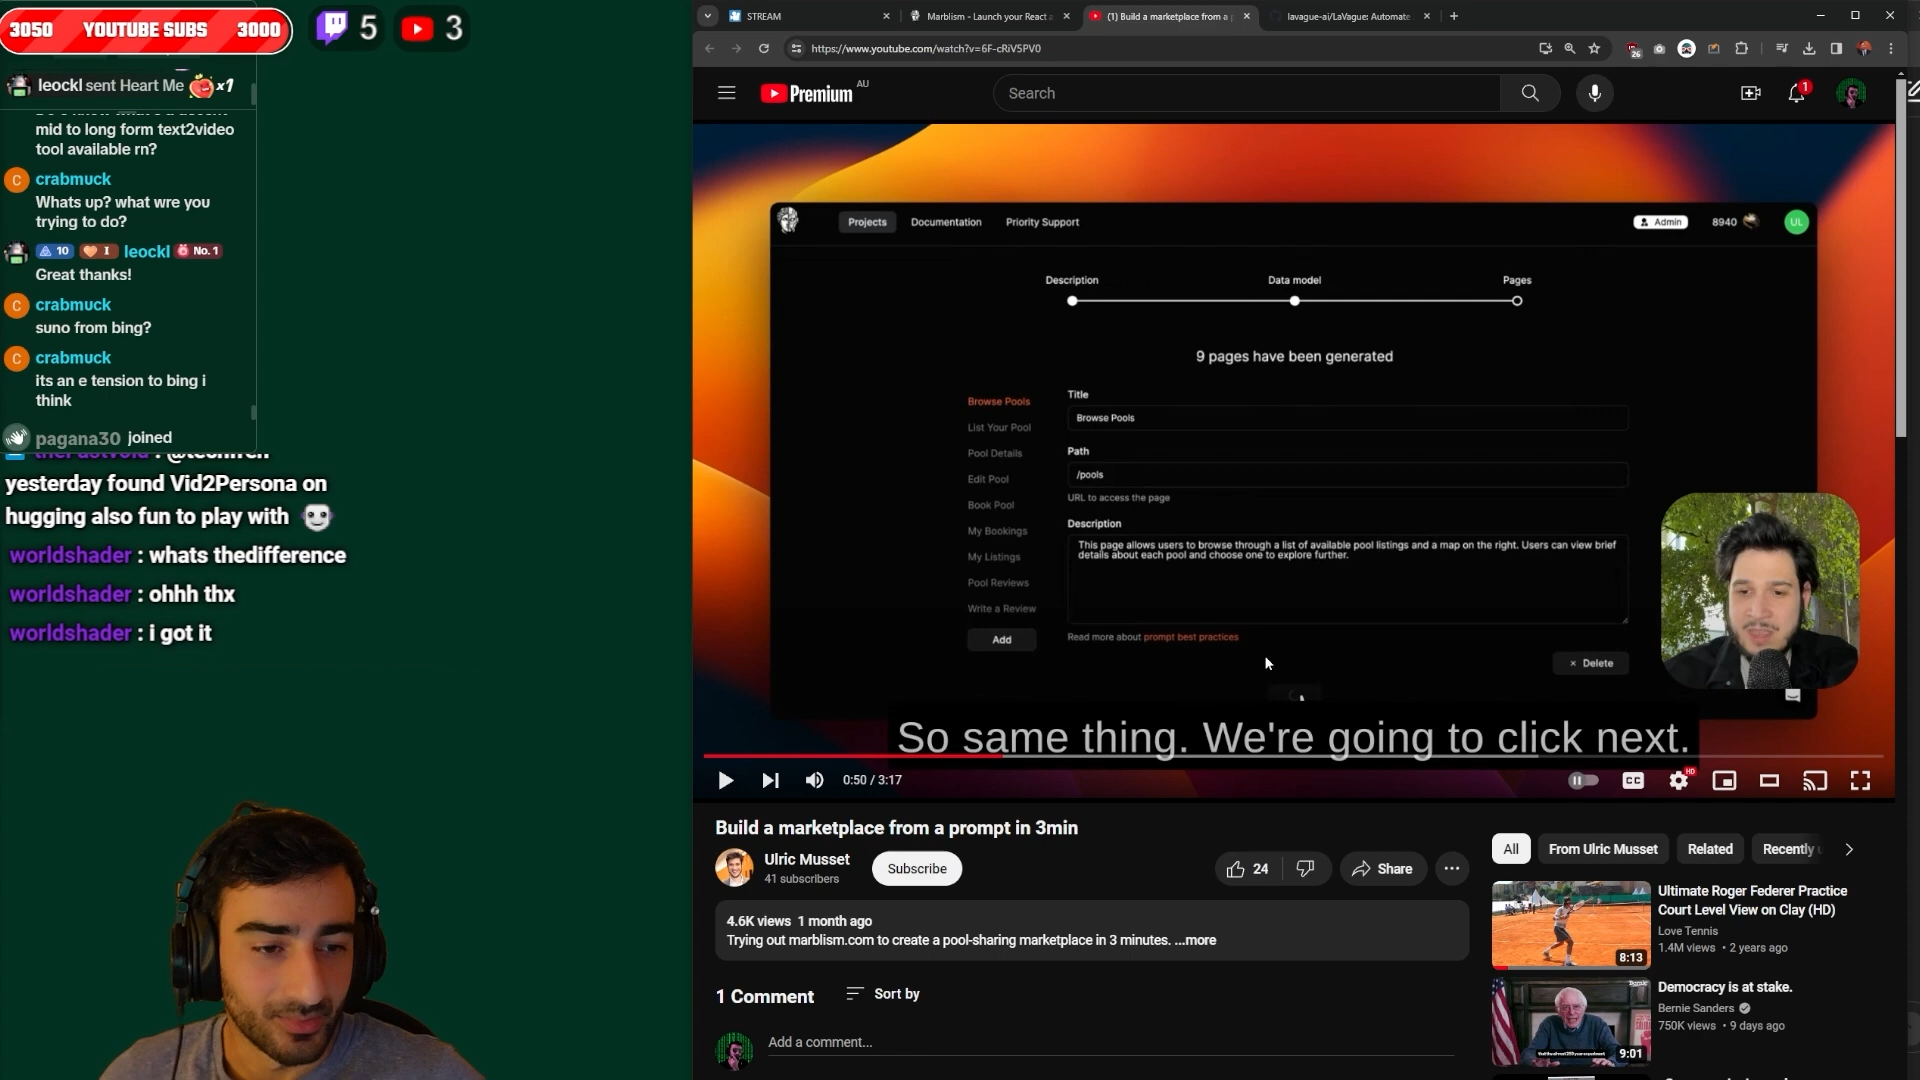 3050 YOUTUBE SUBS 3000
5
3
leockl sent Heart Me x1
mid to long form text2video
tool available rn?
C crabmuck
Whats up? what wre you
trying to do?
10 I leockl No. 1
Great thanks!
C crabmuck
suno from bing?
C crabmuck
its an e tension to bing i
think
pagana30 joined
yesterday found Vid2Persona on
hugging also fun to play with
worldshader : whats thedifference
worldshader : ohhh thx
worldshader : i got it
STREAM
Marblism - Launch your React a
(1) Build a marketplace from a p
lavague-ai/LaVague: Automate
https://www.youtube.com/watch?v=6F-cRiV5PV0
26
Premium AU
Search
1
Projects
Documentation
Priority Support
Admin
8940
UL
Description
Data model
Pages
9 pages have been generated
Browse Pools
List Your Pool
Pool Details
Edit Pool
Book Pool
My Bookings
My Listings
Pool Reviews
Write a Review
Add
Title
Browse Pools
Path
/pools
URL to access the page
Description
This page allows users to browse through a list of available pool listings and a map on the right. Users can view brief
details about each pool and choose one to explore further.
Read more about prompt best practices
× Delete
So same thing. We're going to click next.
0:50 / 3:17
CC
HD
Build a marketplace from a prompt in 3min
Ulric Musset
41 subscribers
Subscribe
24
Share
4.6K views 1 month ago
Trying out marblism.com to create a pool-sharing marketplace in 3 minutes. ...more
1 Comment
Sort by
Add a comment...
All
From Ulric Musset
Related
Recently
Ultimate Roger Federer Practice
Court Level View on Clay (HD)
Love Tennis
1.4M views • 2 years ago
8:13
Democracy is at stake.
Bernie Sanders
750K views • 9 days ago
9:01